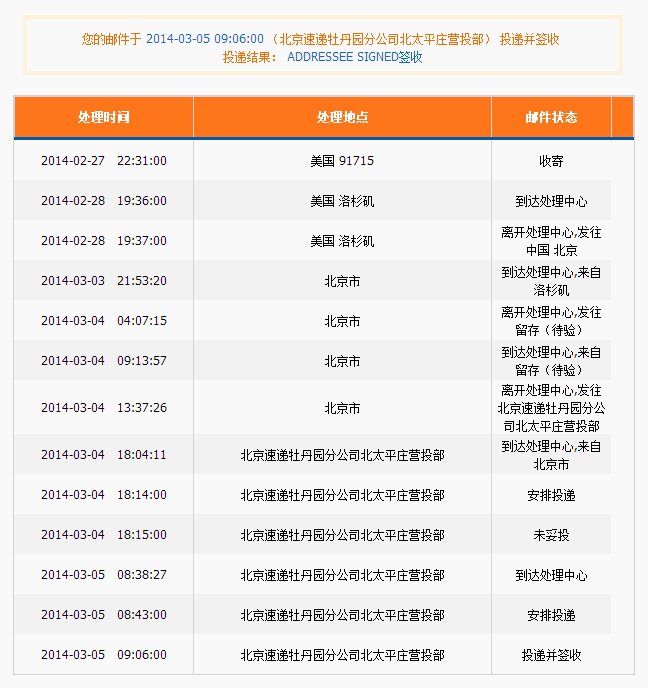 您的邮件于 2014-03-05 09:06:00 （北京速递牡丹园分公司北太平庄营投部） 投递并签收
投递结果： ADDRESSEE SIGNED签收
处理时间 处理地点 邮件状态
2014-02-27 22:31:00 美国 91715 收寄
2014-02-28 19:36:00 美国 洛杉矶 到达处理中心
2014-02-28 19:37:00 美国 洛杉矶 离开处理中心,发往
中国 北京
2014-03-03 21:53:20 北京市 到达处理中心,来自
洛杉矶
2014-03-04 04:07:15 北京市 离开处理中心,发往
留存（待验）
2014-03-04 09:13:57 北京市 到达处理中心,来自
留存（待验）
2014-03-04 13:37:26 北京市 离开处理中心,发往
北京速递牡丹园分公
司北太平庄营投部
2014-03-04 18:04:11 北京速递牡丹园分公司北太平庄营投部 到达处理中心,来自
北京市
2014-03-04 18:14:00 北京速递牡丹园分公司北太平庄营投部 安排投递
2014-03-04 18:15:00 北京速递牡丹园分公司北太平庄营投部 未妥投
2014-03-05 08:38:27 北京速递牡丹园分公司北太平庄营投部 到达处理中心
2014-03-05 08:43:00 北京速递牡丹园分公司北太平庄营投部 安排投递
2014-03-05 09:06:00 北京速递牡丹园分公司北太平庄营投部 投递并签收